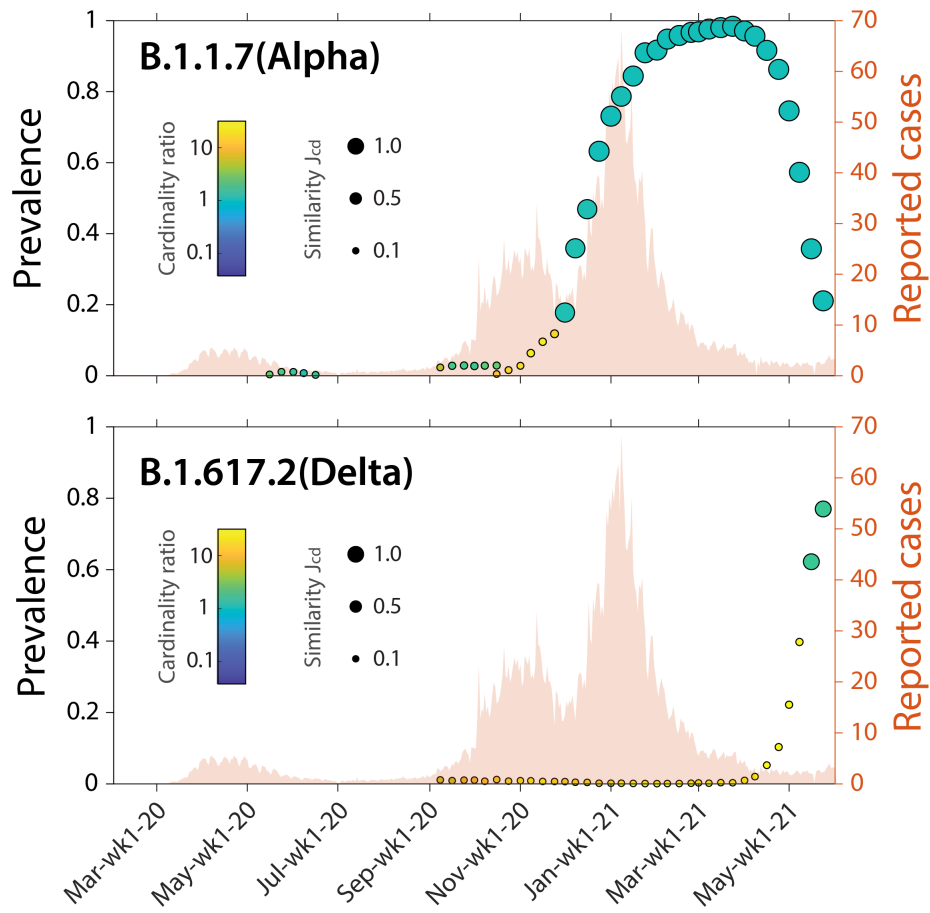 B.1.1.7(Alpha)
Prevalence
1
0.8
0.6
0.4
0.2
0
Cardinality ratio
10
1
0.1
Similarity Jcd
1.0
0.5
0.1
70
60
50
40
30
20
10
0
Reported cases
B.1.617.2(Delta)
Prevalence
1
0.8
0.6
0.4
0.2
0
Cardinality ratio
10
1
0.1
Similarity Jcd
1.0
0.5
0.1
70
60
50
40
30
20
10
0
Reported cases
Mar-wk1-20
May-wk1-20
Jul-wk1-20
Sep-wk1-20
Nov-wk1-20
Jan-wk1-21
Mar-wk1-21
May-wk1-21